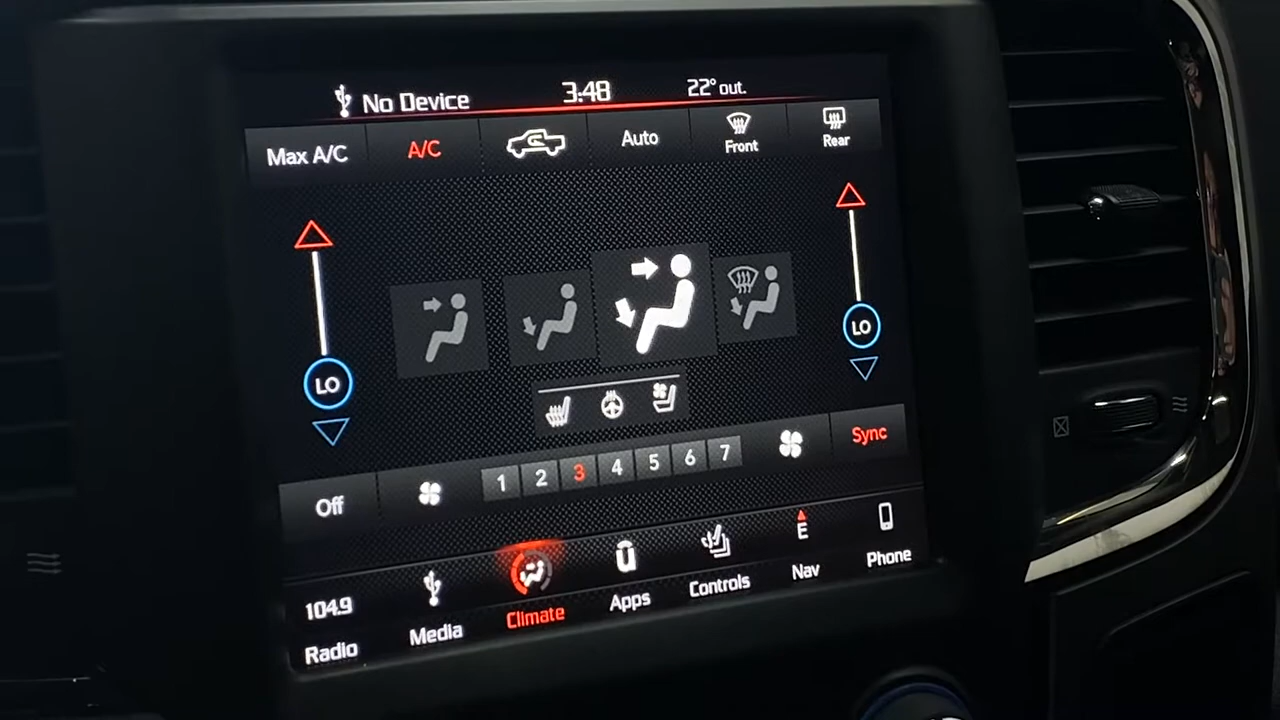 No Device 3:48 22° out.
Max A/C A/C Auto Front Rear
LO LO
Off 1 2 3 4 5 6 7 Sync
104.9 E
Radio Media Climate Apps Controls Nav Phone